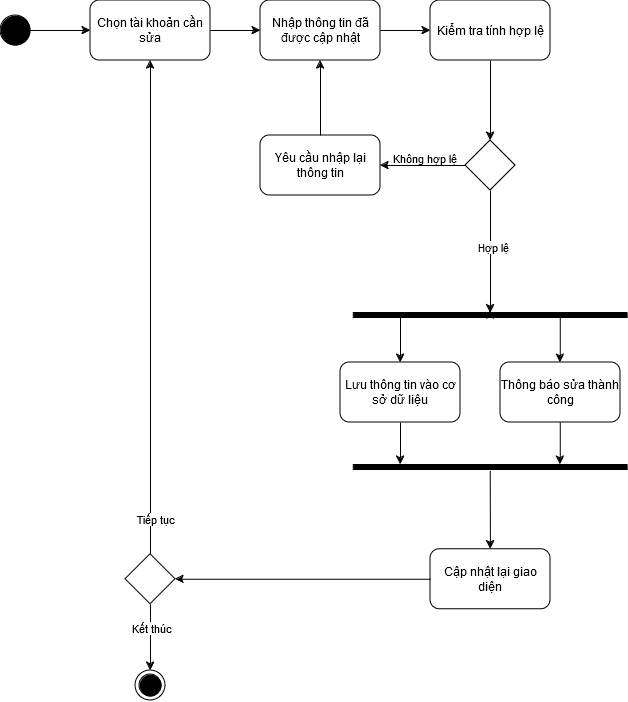 Chọn tài khoản cần
sửa
Nhập thông tin đã
được cập nhật
Kiểm tra tính hợp lệ
Yêu cầu nhập lại
thông tin
Không hợp lệ
Hợp lệ
Lưu thông tin vào cơ
sở dữ liệu
Thông báo sửa thành
công
Tiếp tục
Cập nhật lại giao
diện
Kết thúc